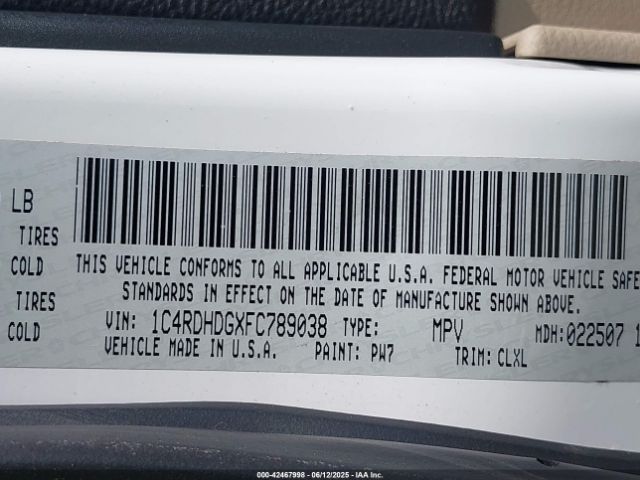 LB
TIRES
COLD THIS VEHICLE CONFORMS TO ALL APPLICABLE U.S.A. FEDERAL MOTOR VEHICLE SAFE
TIRES STANDARDS IN EFFECT ON THE DATE OF MANUFACTURE SHOWN ABOVE.
COLD VIN: 1C4RDHDGXFC789038 TYPE: MPV MDH:022507 1
VEHICLE MADE IN U.S.A. PAINT: PW7 TRIM: CLXL
000-42467998 - 06/12/2025 - IAA Inc.